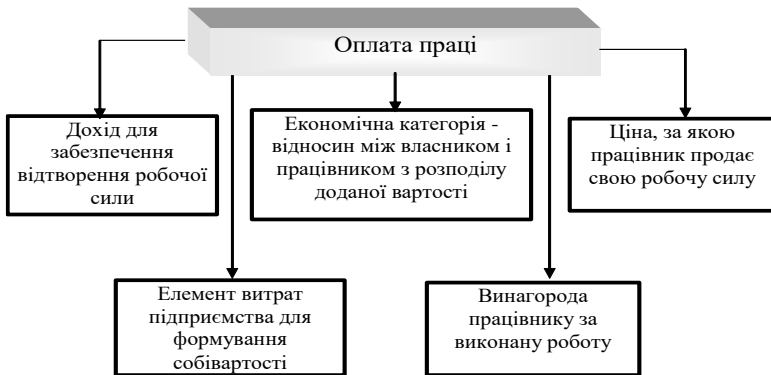 Оплата праці
Дохід для
забезпечення
відтворення робочої
сили
Економічна категорія -
відносин між власником і
працівником з розподілу
доданої вартості
Ціна, за якою
працівник продає
свою робочу силу
Елемент витрат
підприємства для
формування
собівартості
Винагорода
працівнику за
виконану роботу